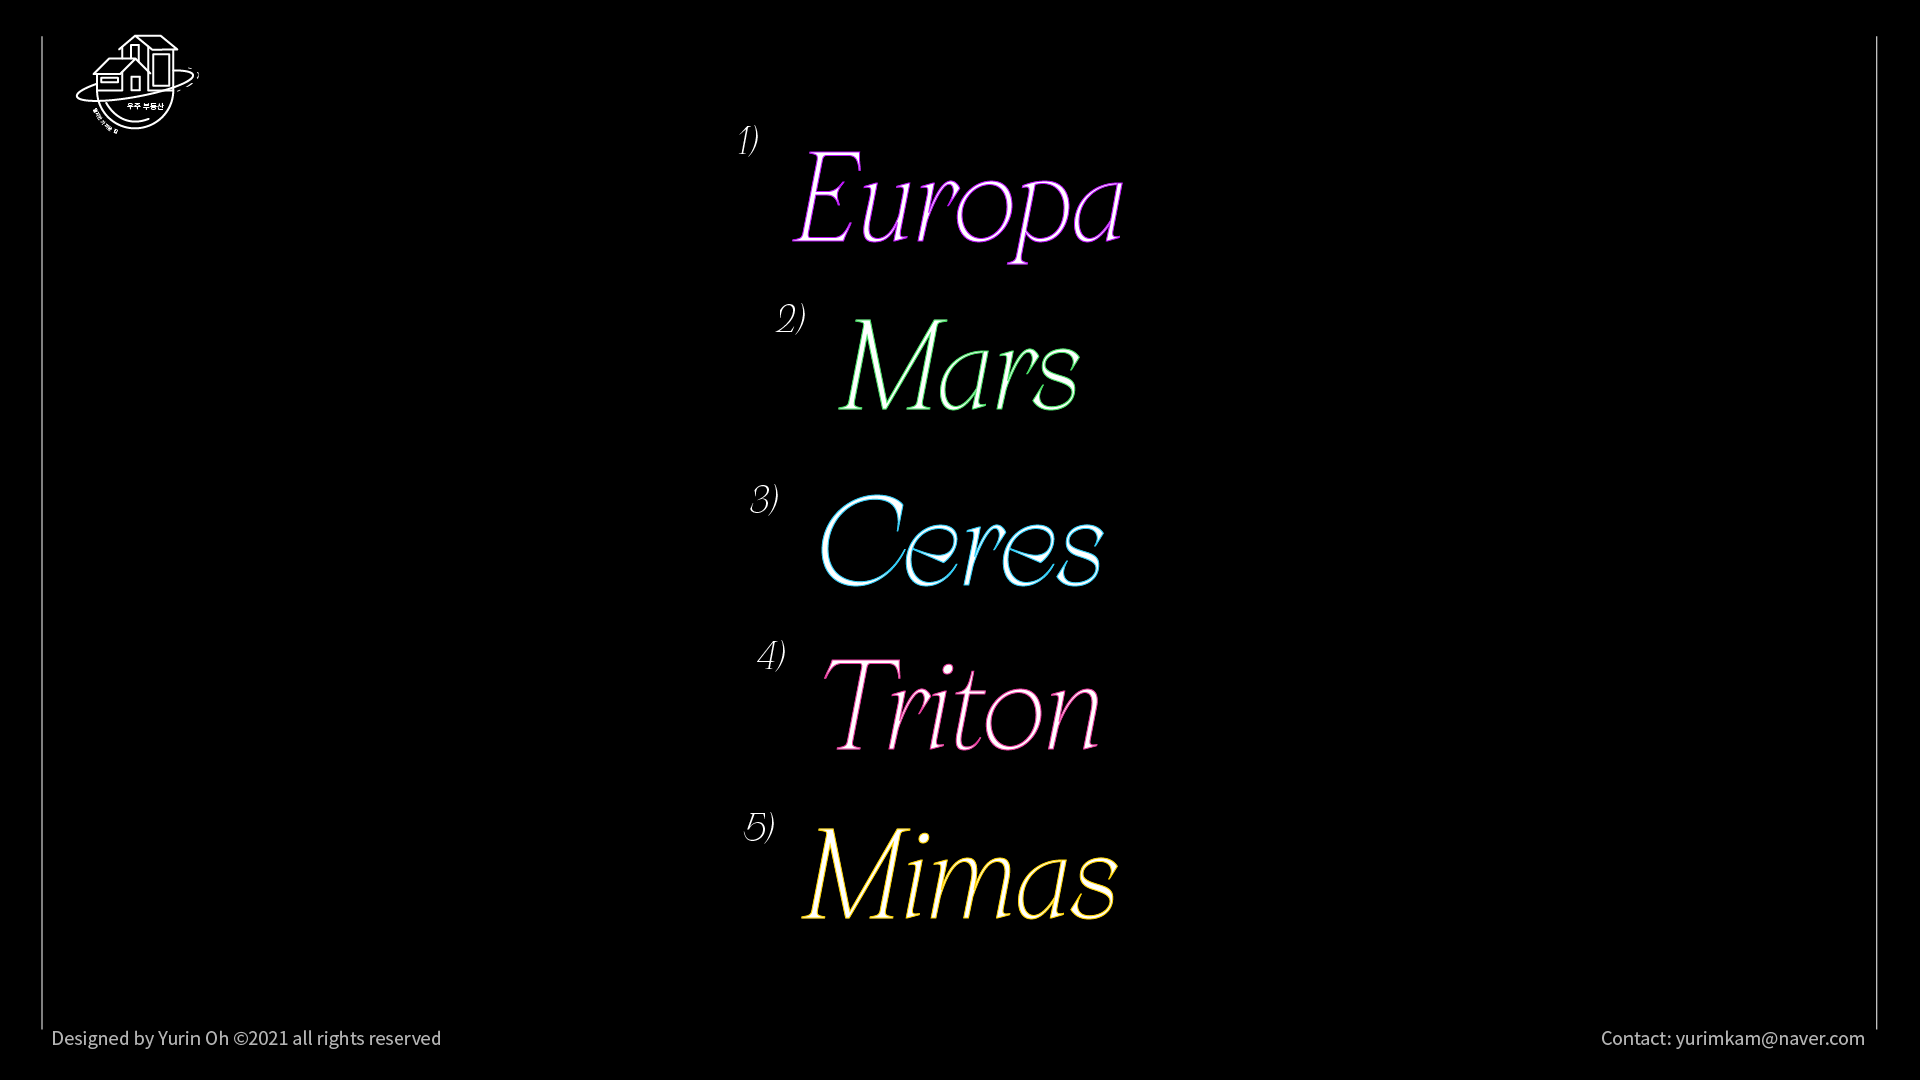 우주 부동산
1)
Europa
2)
Mars
3)
Ceres
4)
Triton
5)
Mimas
Designed by Yurin Oh ©2021 all rights reserved
Contact: yurimkam@naver.com